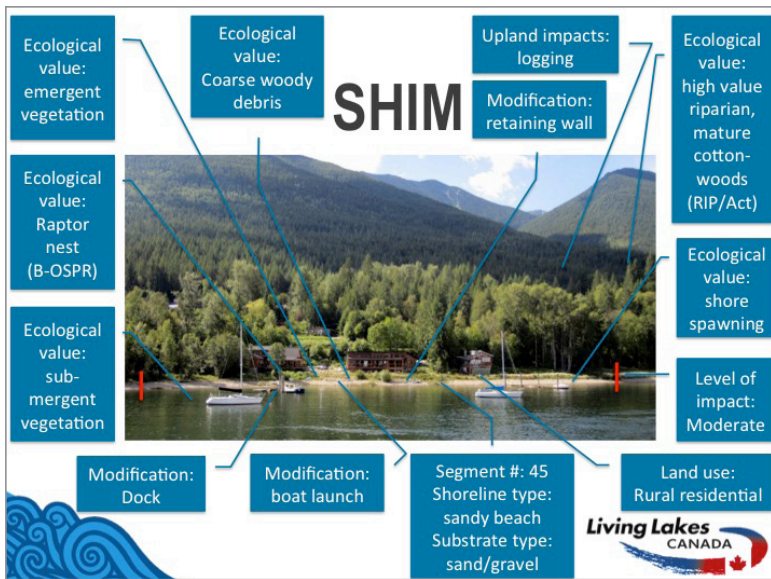 Ecological
value:
emergent
vegetation
Ecological
value:
Coarse woody
debris
SHIM
Upland impacts:
logging
Modification:
retaining wall
Ecological
value:
high value
riparian,
mature
cotton-
woods
(RIP/Act)
Ecological
value:
Raptor
nest
(B-OSPR)
Ecological
value:
shore
spawning
Ecological
value:
sub-
mergent
vegetation
Level of
impact:
Moderate
Modification:
Dock
Modification:
boat launch
Segment #: 45
Shoreline type:
sandy beach
Substrate type:
sand/gravel
Land use:
Rural residential
Living Lakes
CANADA